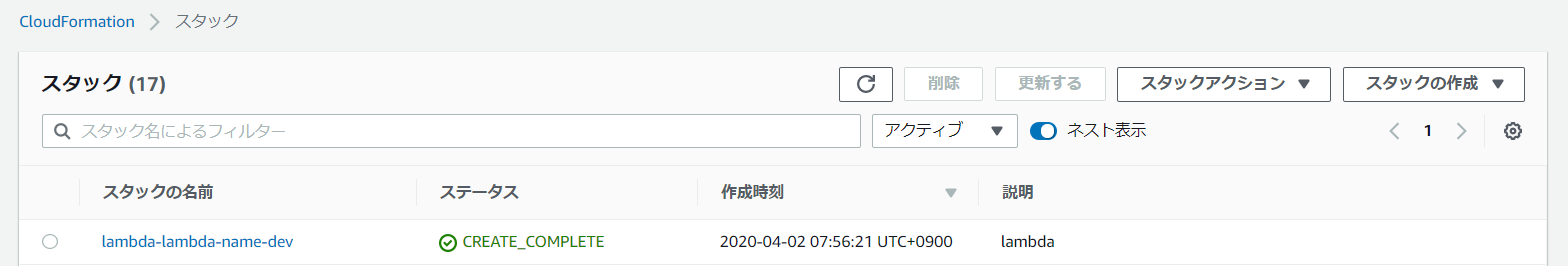 CloudFormation > スタック
スタック (17)
削除 更新する スタックアクション スタックの作成
スタック名によるフィルター アクティブ ネスト表示 1
スタックの名前 ステータス 作成時刻 説明
lambda-lambda-name-dev CREATE_COMPLETE 2020-04-02 07:56:21 UTC+0900 lambda